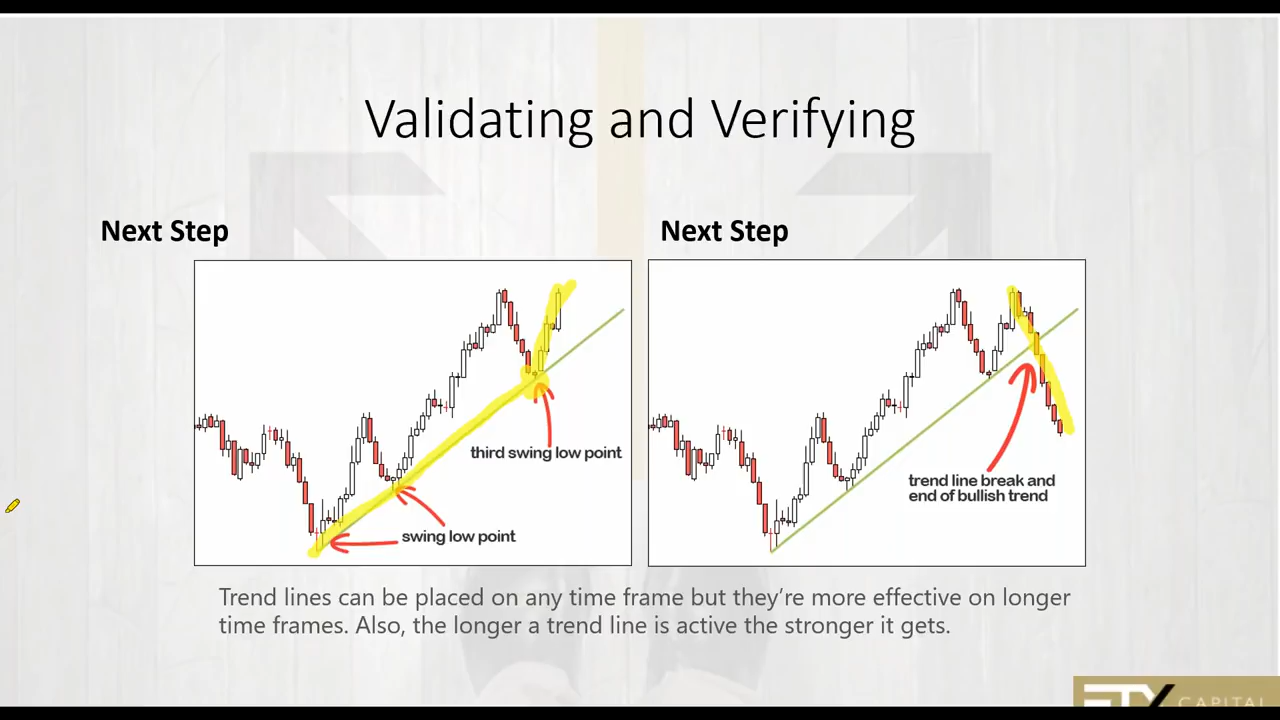 Validating and Verifying
Next Step
third swing low point
swing low point
Next Step
trend line break and
end of bullish trend
Trend lines can be placed on any time frame but they’re more effective on longer
time frames. Also, the longer a trend line is active the stronger it gets.
ETX CAPITAL